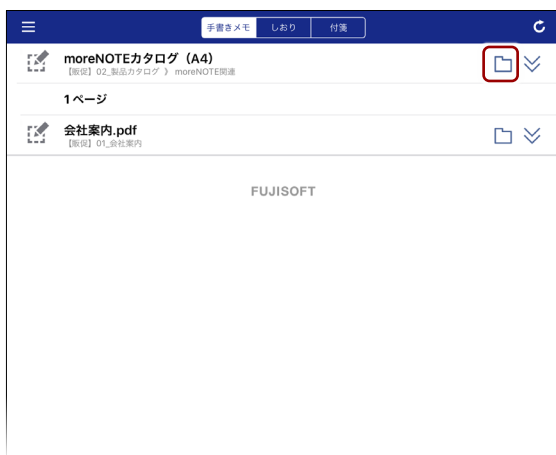 手書きメモ しおり 付箋
moreNOTEカタログ（A4）
【販促】02_製品カタログ 》 moreNOTE関連
1ページ
会社案内.pdf
【販促】01_会社案内
FUJISOFT